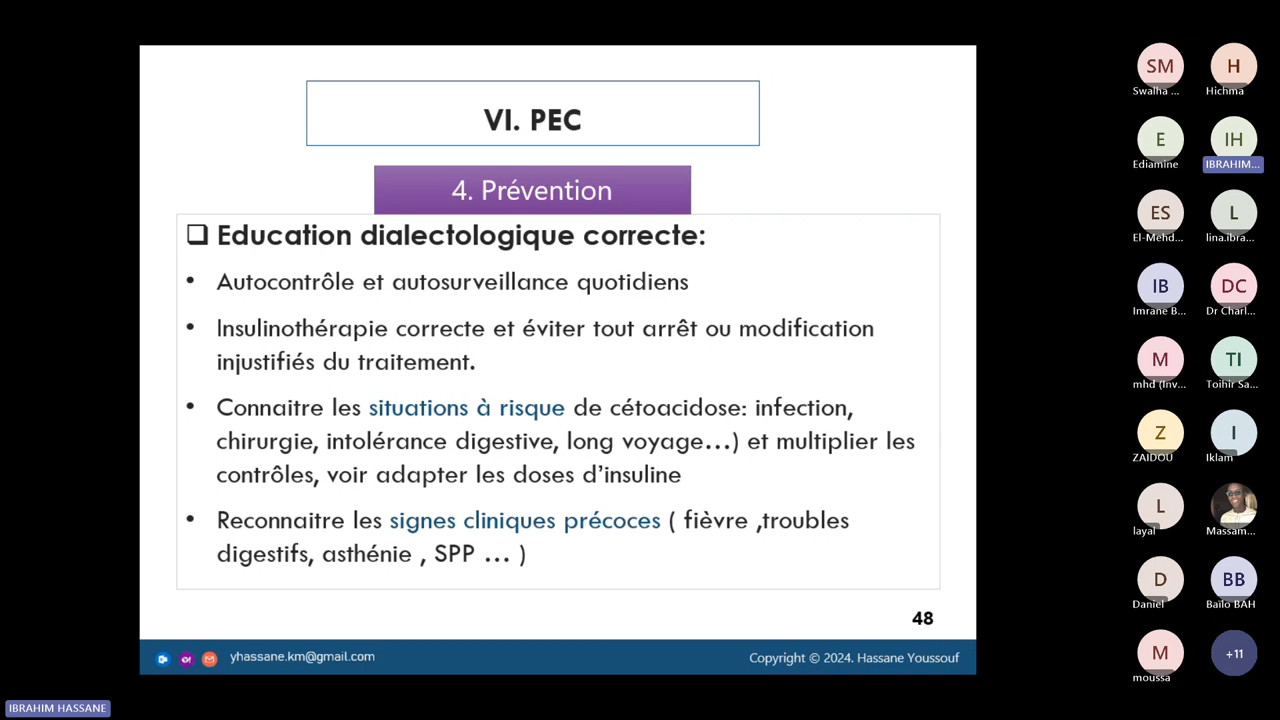 VI. PEC
4. Prévention
❑ Education dialectologique correcte:
• Autocontrôle et autosurveillance quotidiens
• Insulinothérapie correcte et éviter tout arrêt ou modification
injustifiés du traitement.
• Connaitre les situations à risque de cétoacidose: infection,
chirurgie, intolérance digestive, long voyage…) et multiplier les
contrôles, voir adapter les doses d’insuline
• Reconnaitre les signes cliniques précoces ( fièvre ,troubles
digestifs, asthénie , SPP … )
48
yhassane.km@gmail.com
Copyright © 2024. Hassane Youssouf
IBRAHIM HASSANE
SM
Swalha ...
H
Hichma
E
Ediamine
IH
IBRAHIM...
ES
El-Mehd...
L
lina.ibra...
IB
Imrane B...
DC
Dr Charl...
M
mhd (Inv...
TI
Toihir Sa...
Z
ZAIDOU
I
Iklam
L
layal
Massam...
D
Daniel
BB
Baïlo BAH
M
moussa
+11